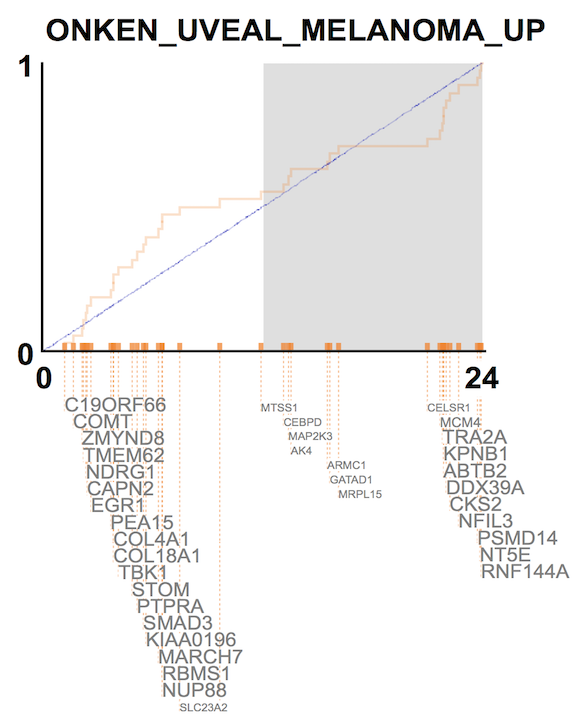 ONKEN_UVEAL_MELANOMA_UP
1
0
0
24
C19ORF66
COMT
ZMYND8
TMEM62
NDRG1
CAPN2
EGR1
PEA15
COL4A1
COL18A1
TBK1
STOM
PTPRA
SMAD3
KIAA0196
MARCH7
RBMS1
NUP88
SLC23A2
MTSS1
CEBPD
MAP2K3
AK4
ARMC1
GATAD1
MRPL15
CELSR1
MCM4
TRA2A
KPNB1
ABTB2
DDX39A
CKS2
NFIL3
PSMD14
NT5E
RNF144A